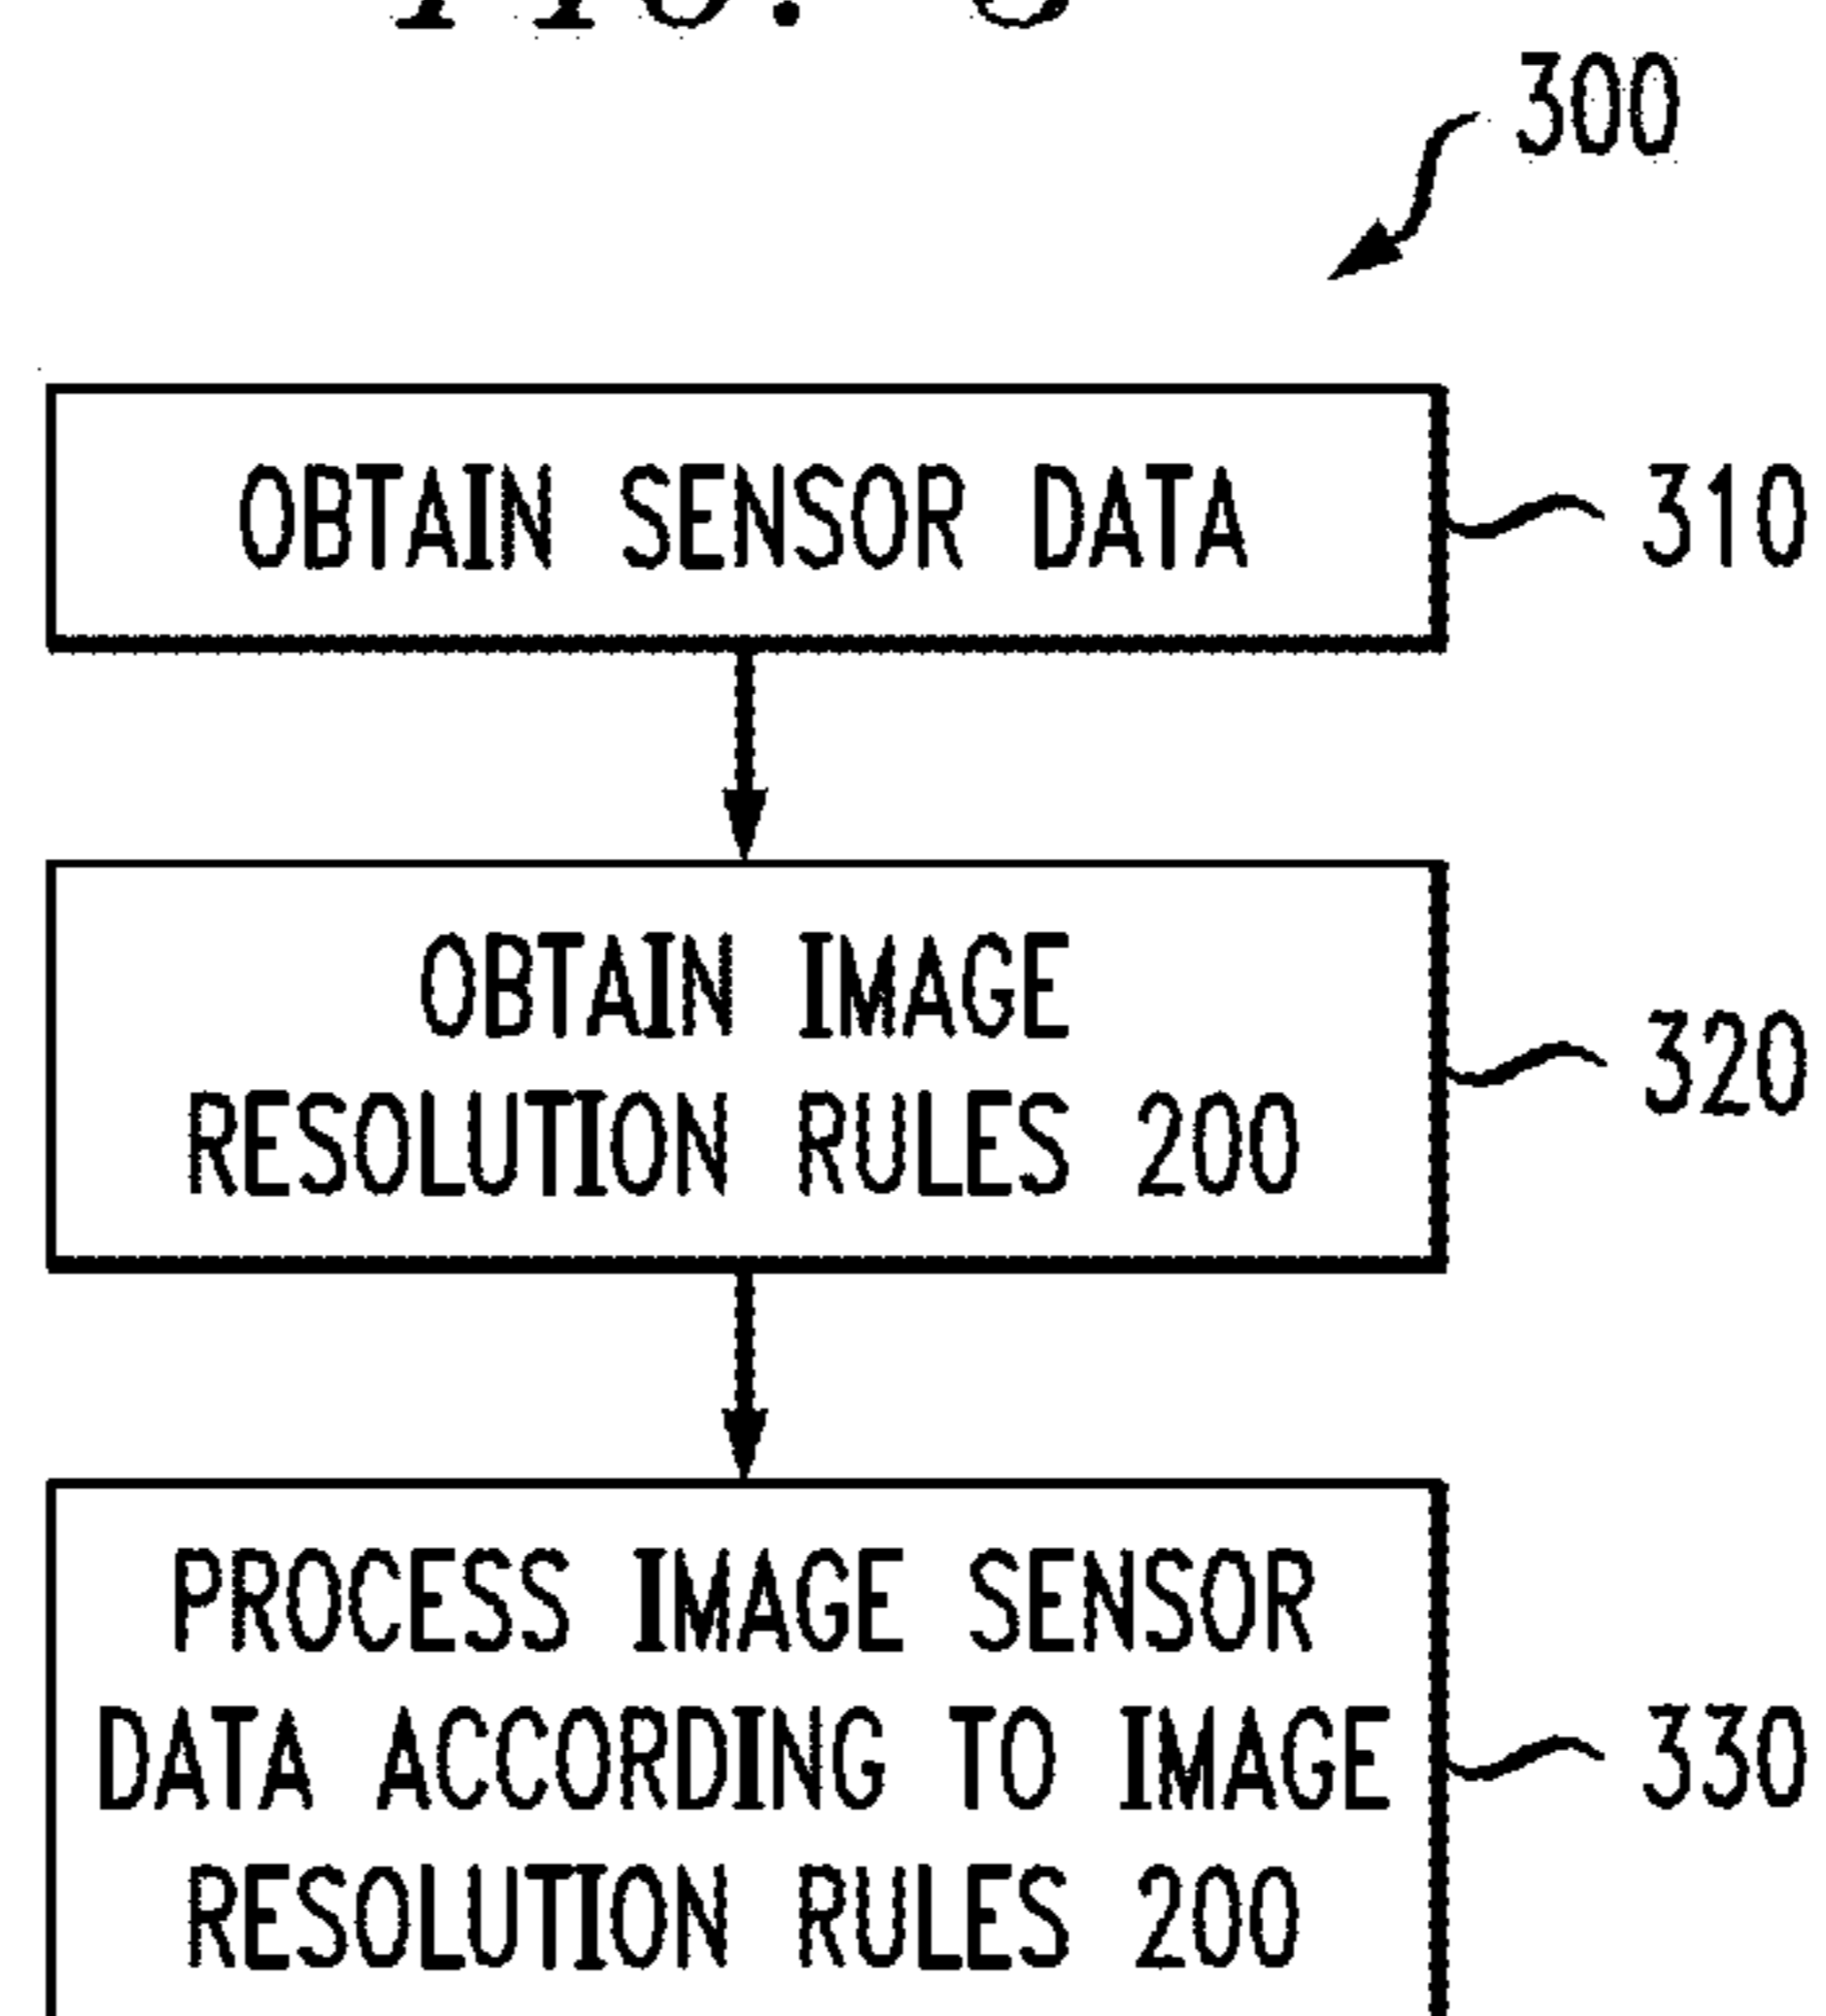 300
OBTAIN SENSOR DATA
310
OBTAIN IMAGE
RESOLUTION RULES 200
320
PROCESS IMAGE SENSOR
DATA ACCORDING TO IMAGE
RESOLUTION RULES 200
330